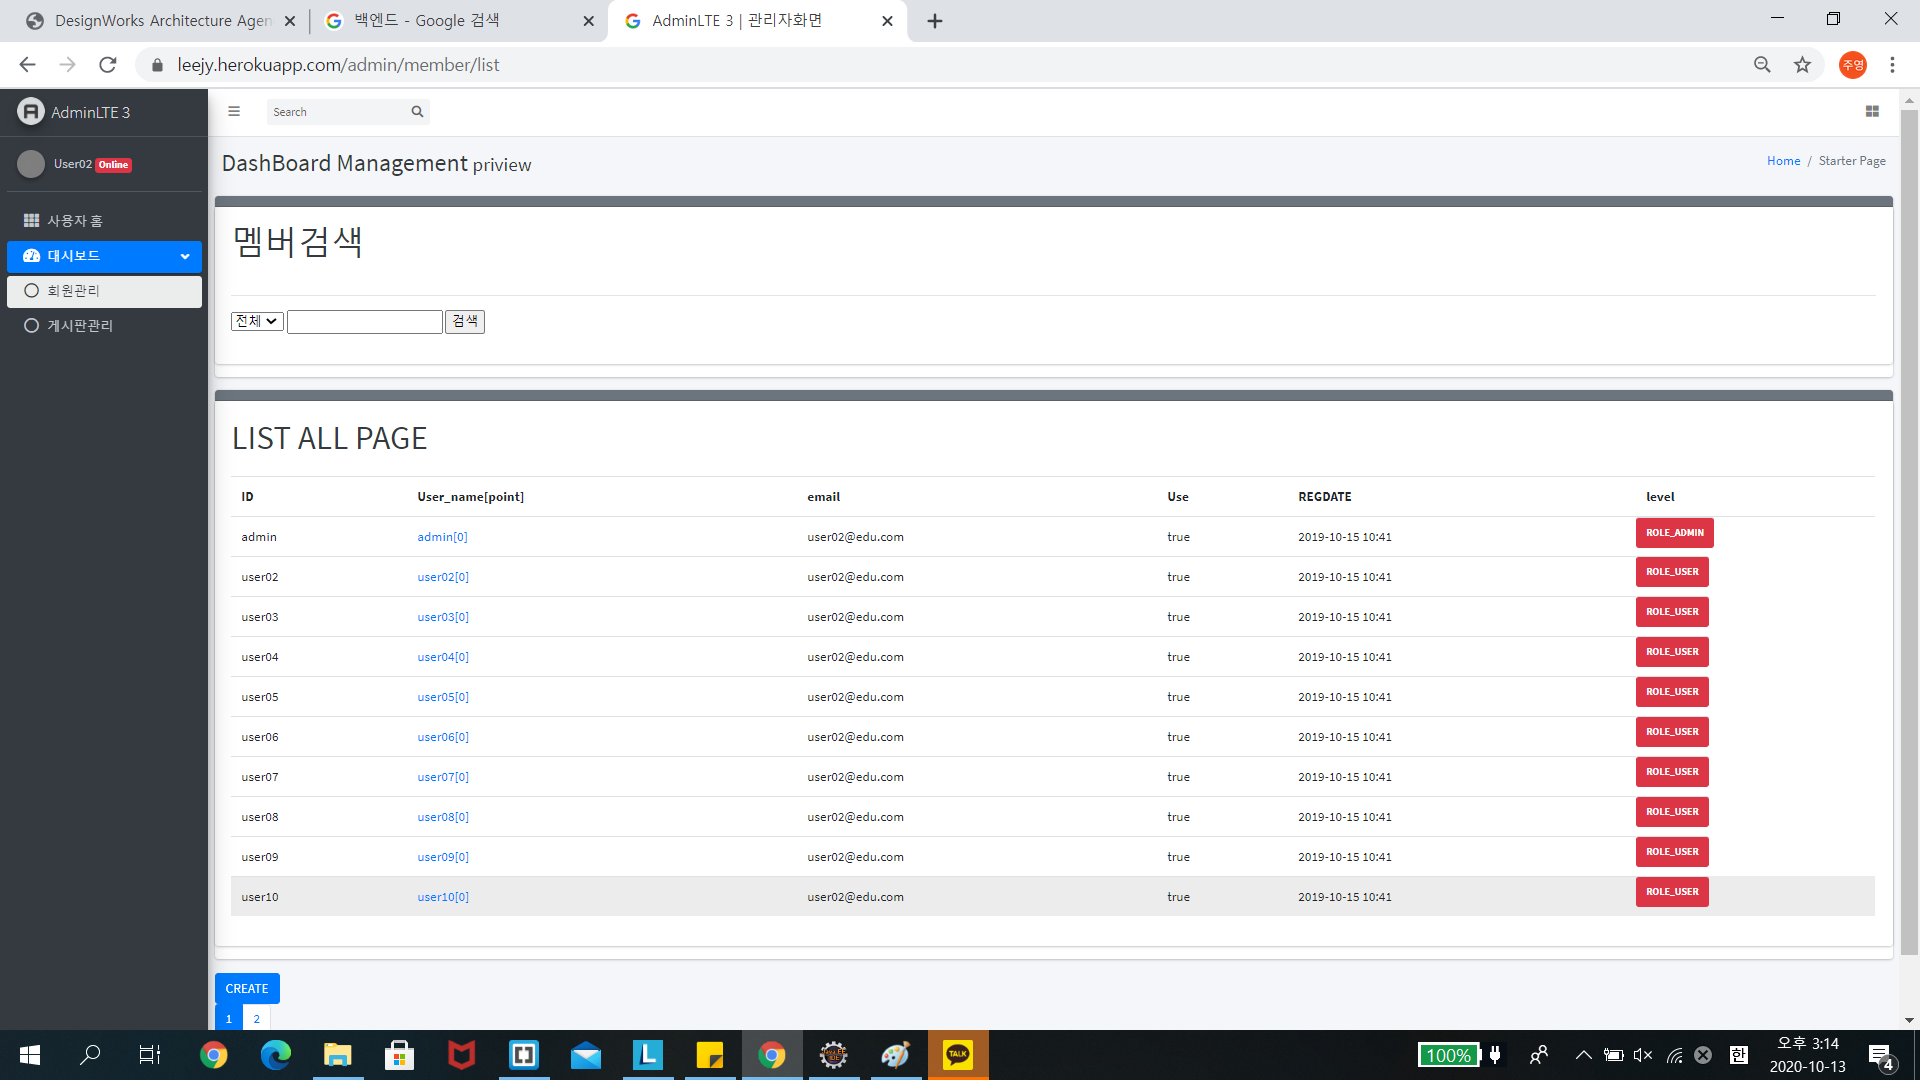 DesignWorks Architecture Agen
백엔드 - Google 검색
AdminLTE 3 | 관리자화면
leejy.herokuapp.com/admin/member/list
주영
AdminLTE 3
Search
User02 Online
DashBoard Management priview
Home / Starter Page
사용자 홈
대시보드
회원관리
게시판관리
멤버검색
전체 검색
LIST ALL PAGE
ID User_name[point] email Use REGDATE level
admin admin[0] user02@edu.com true 2019-10-15 10:41 ROLE_ADMIN
user02 user02[0] user02@edu.com true 2019-10-15 10:41 ROLE_USER
user03 user03[0] user02@edu.com true 2019-10-15 10:41 ROLE_USER
user04 user04[0] user02@edu.com true 2019-10-15 10:41 ROLE_USER
user05 user05[0] user02@edu.com true 2019-10-15 10:41 ROLE_USER
user06 user06[0] user02@edu.com true 2019-10-15 10:41 ROLE_USER
user07 user07[0] user02@edu.com true 2019-10-15 10:41 ROLE_USER
user08 user08[0] user02@edu.com true 2019-10-15 10:41 ROLE_USER
user09 user09[0] user02@edu.com true 2019-10-15 10:41 ROLE_USER
user10 user10[0] user02@edu.com true 2019-10-15 10:41 ROLE_USER
CREATE
1 2
TALK
100%
한
오후 3:14
2020-10-13
4